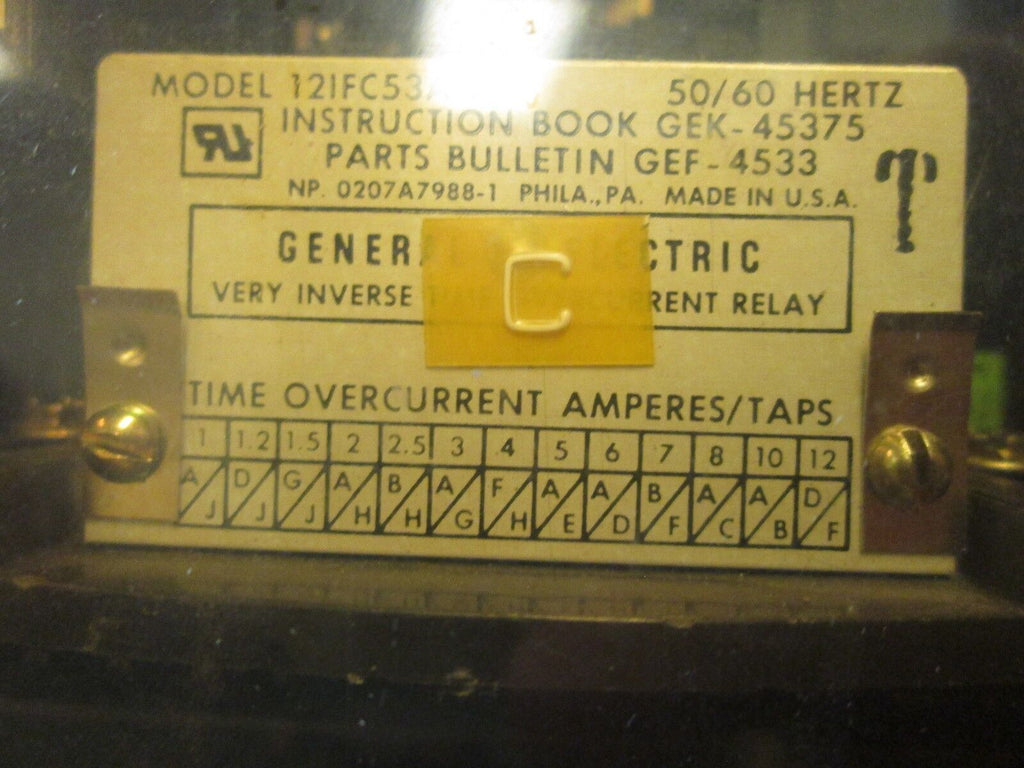 MODEL 12IFC53 50/60 HERTZ
INSTRUCTION BOOK GEK-45375
PARTS BULLETIN GEF-4533
NP. 0207A7988-1 PHILA., PA. MADE IN U.S.A.
T
GENERAL ELECTRIC
C
VERY INVERSE RENT RELAY
TIME OVERCURRENT AMPERES/TAPS
1 1.2 1.5 2 2.5 3 4 5 6 7 8 10 12
A/J D/J G/J A/H B/H A/G F/H A/E A/D B/F A/C A/B D/F